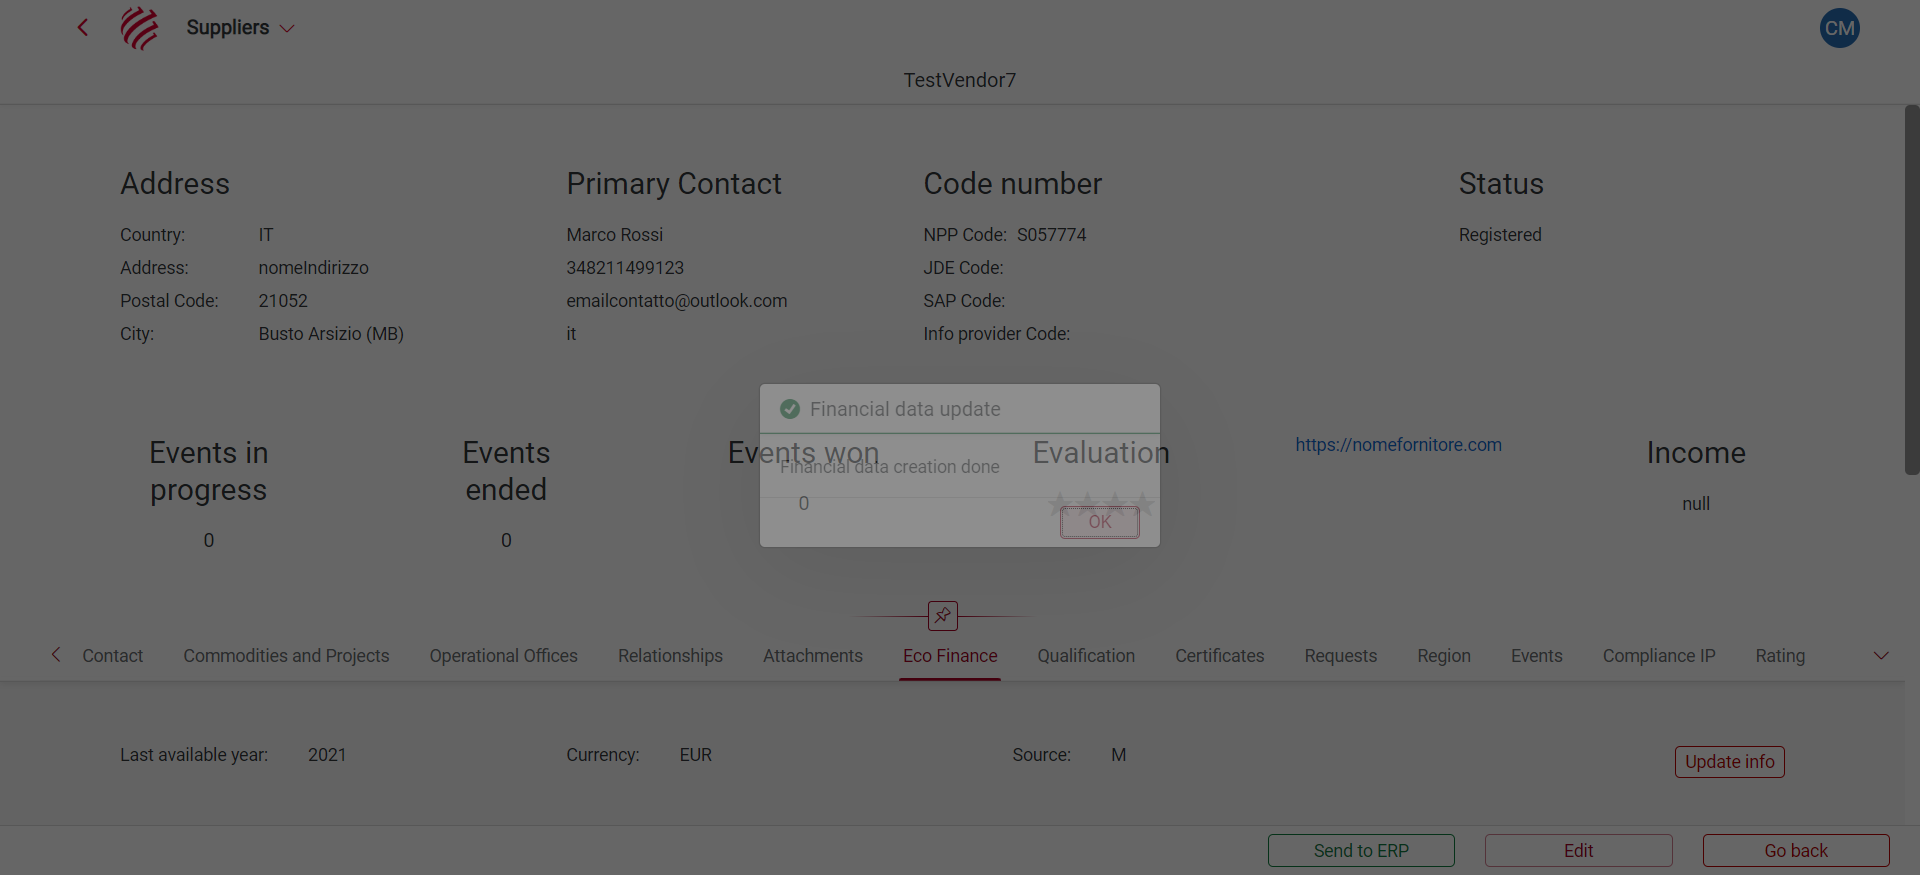 Suppliers
CM
TestVendor7
Address
Country: IT
Address: nomeIndirizzo
Postal Code: 21052
City: Busto Arsizio (MB)
Primary Contact
Marco Rossi
348211499123
emailcontatto@outlook.com
it
Code number
NPP Code: S057774
JDE Code:
SAP Code:
Info provider Code:
Status
Registered
Financial data update
Financial data creation done
OK
Events in
progress
0
Events
ended
0
Events won
0
Evaluation
https://nomefornitore.com
Income
null
Contact Commodities and Projects Operational Offices Relationships Attachments Eco Finance Qualification Certificates Requests Region Events Compliance IP Rating
Last available year: 2021 Currency: EUR Source: M
Update info
Send to ERP Edit Go back